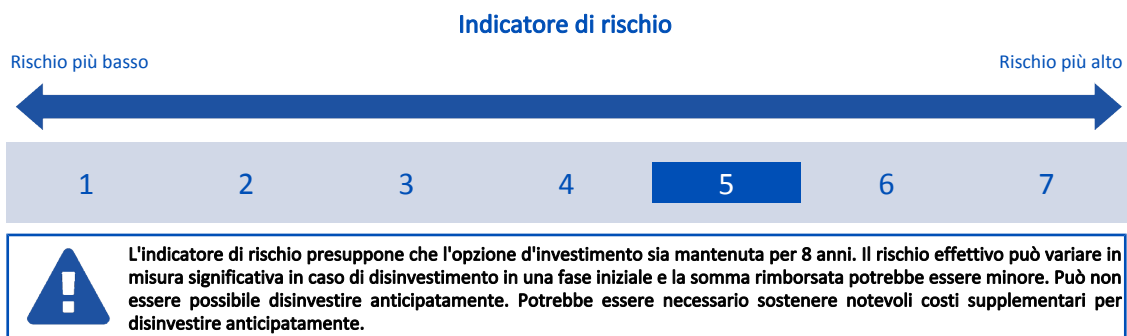 Indicatore di rischio
Rischio più basso
Rischio più alto
1 2 3 4 5 6 7
L'indicatore di rischio presuppone che l'opzione d'investimento sia mantenuta per 8 anni. Il rischio effettivo può variare in
misura significativa in caso di disinvestimento in una fase iniziale e la somma rimborsata potrebbe essere minore. Può non
essere possibile disinvestire anticipatamente. Potrebbe essere necessario sostenere notevoli costi supplementari per
disinvestire anticipatamente.